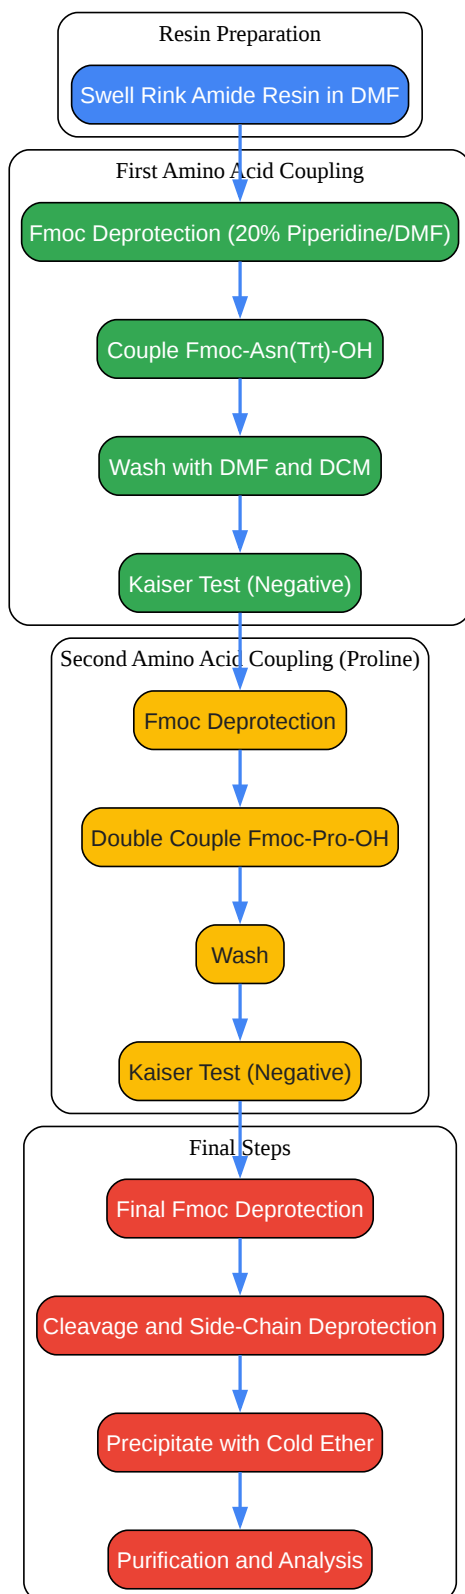 Resin Preparation
Swell Rink Amide Resin in DMF
First Amino Acid Coupling
Fmoc Deprotection (20% Piperidine/DMF)
Couple Fmoc-Asn(Trt)-OH
Wash with DMF and DCM
Kaiser Test (Negative)
Second Amino Acid Coupling (Proline)
Fmoc Deprotection
Double Couple Fmoc-Pro-OH
Wash
Kaiser Test (Negative)
Final Steps
Final Fmoc Deprotection
Cleavage and Side-Chain Deprotection
Precipitate with Cold Ether
Purification and Analysis